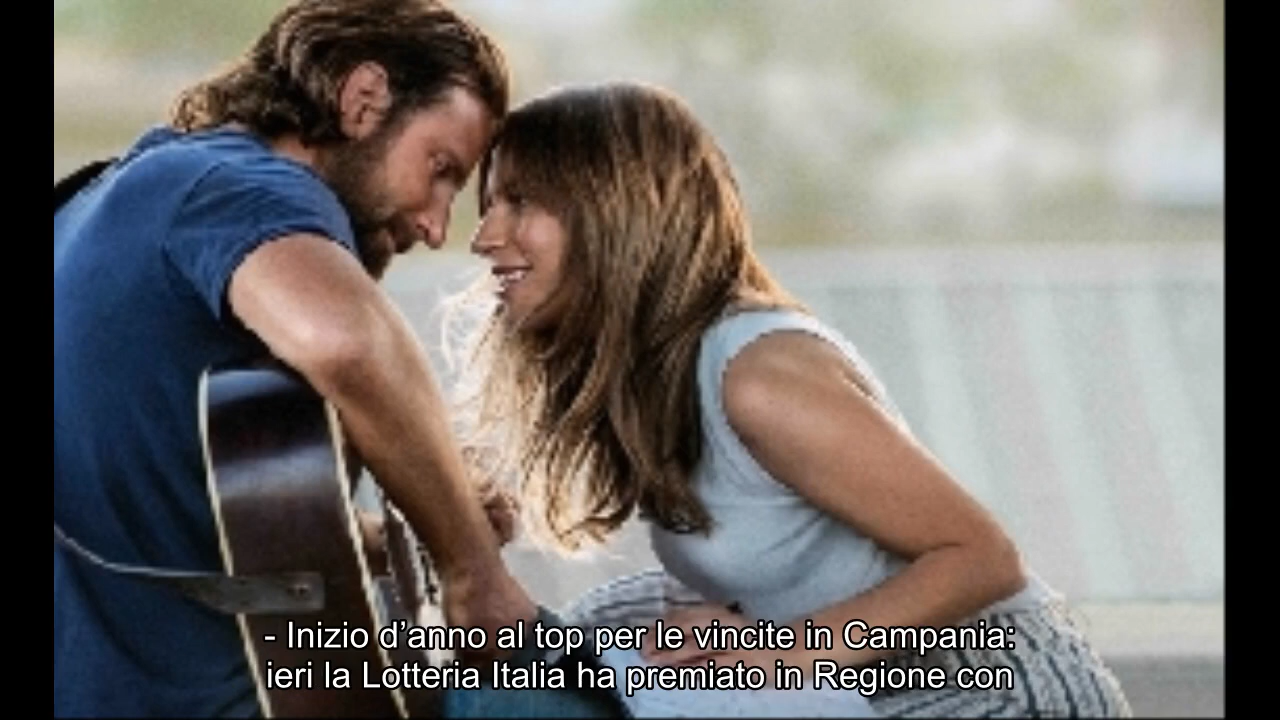 - Inizio d’anno al top per le vincite in Campania:
ieri la Lotteria Italia ha premiato in Regione con